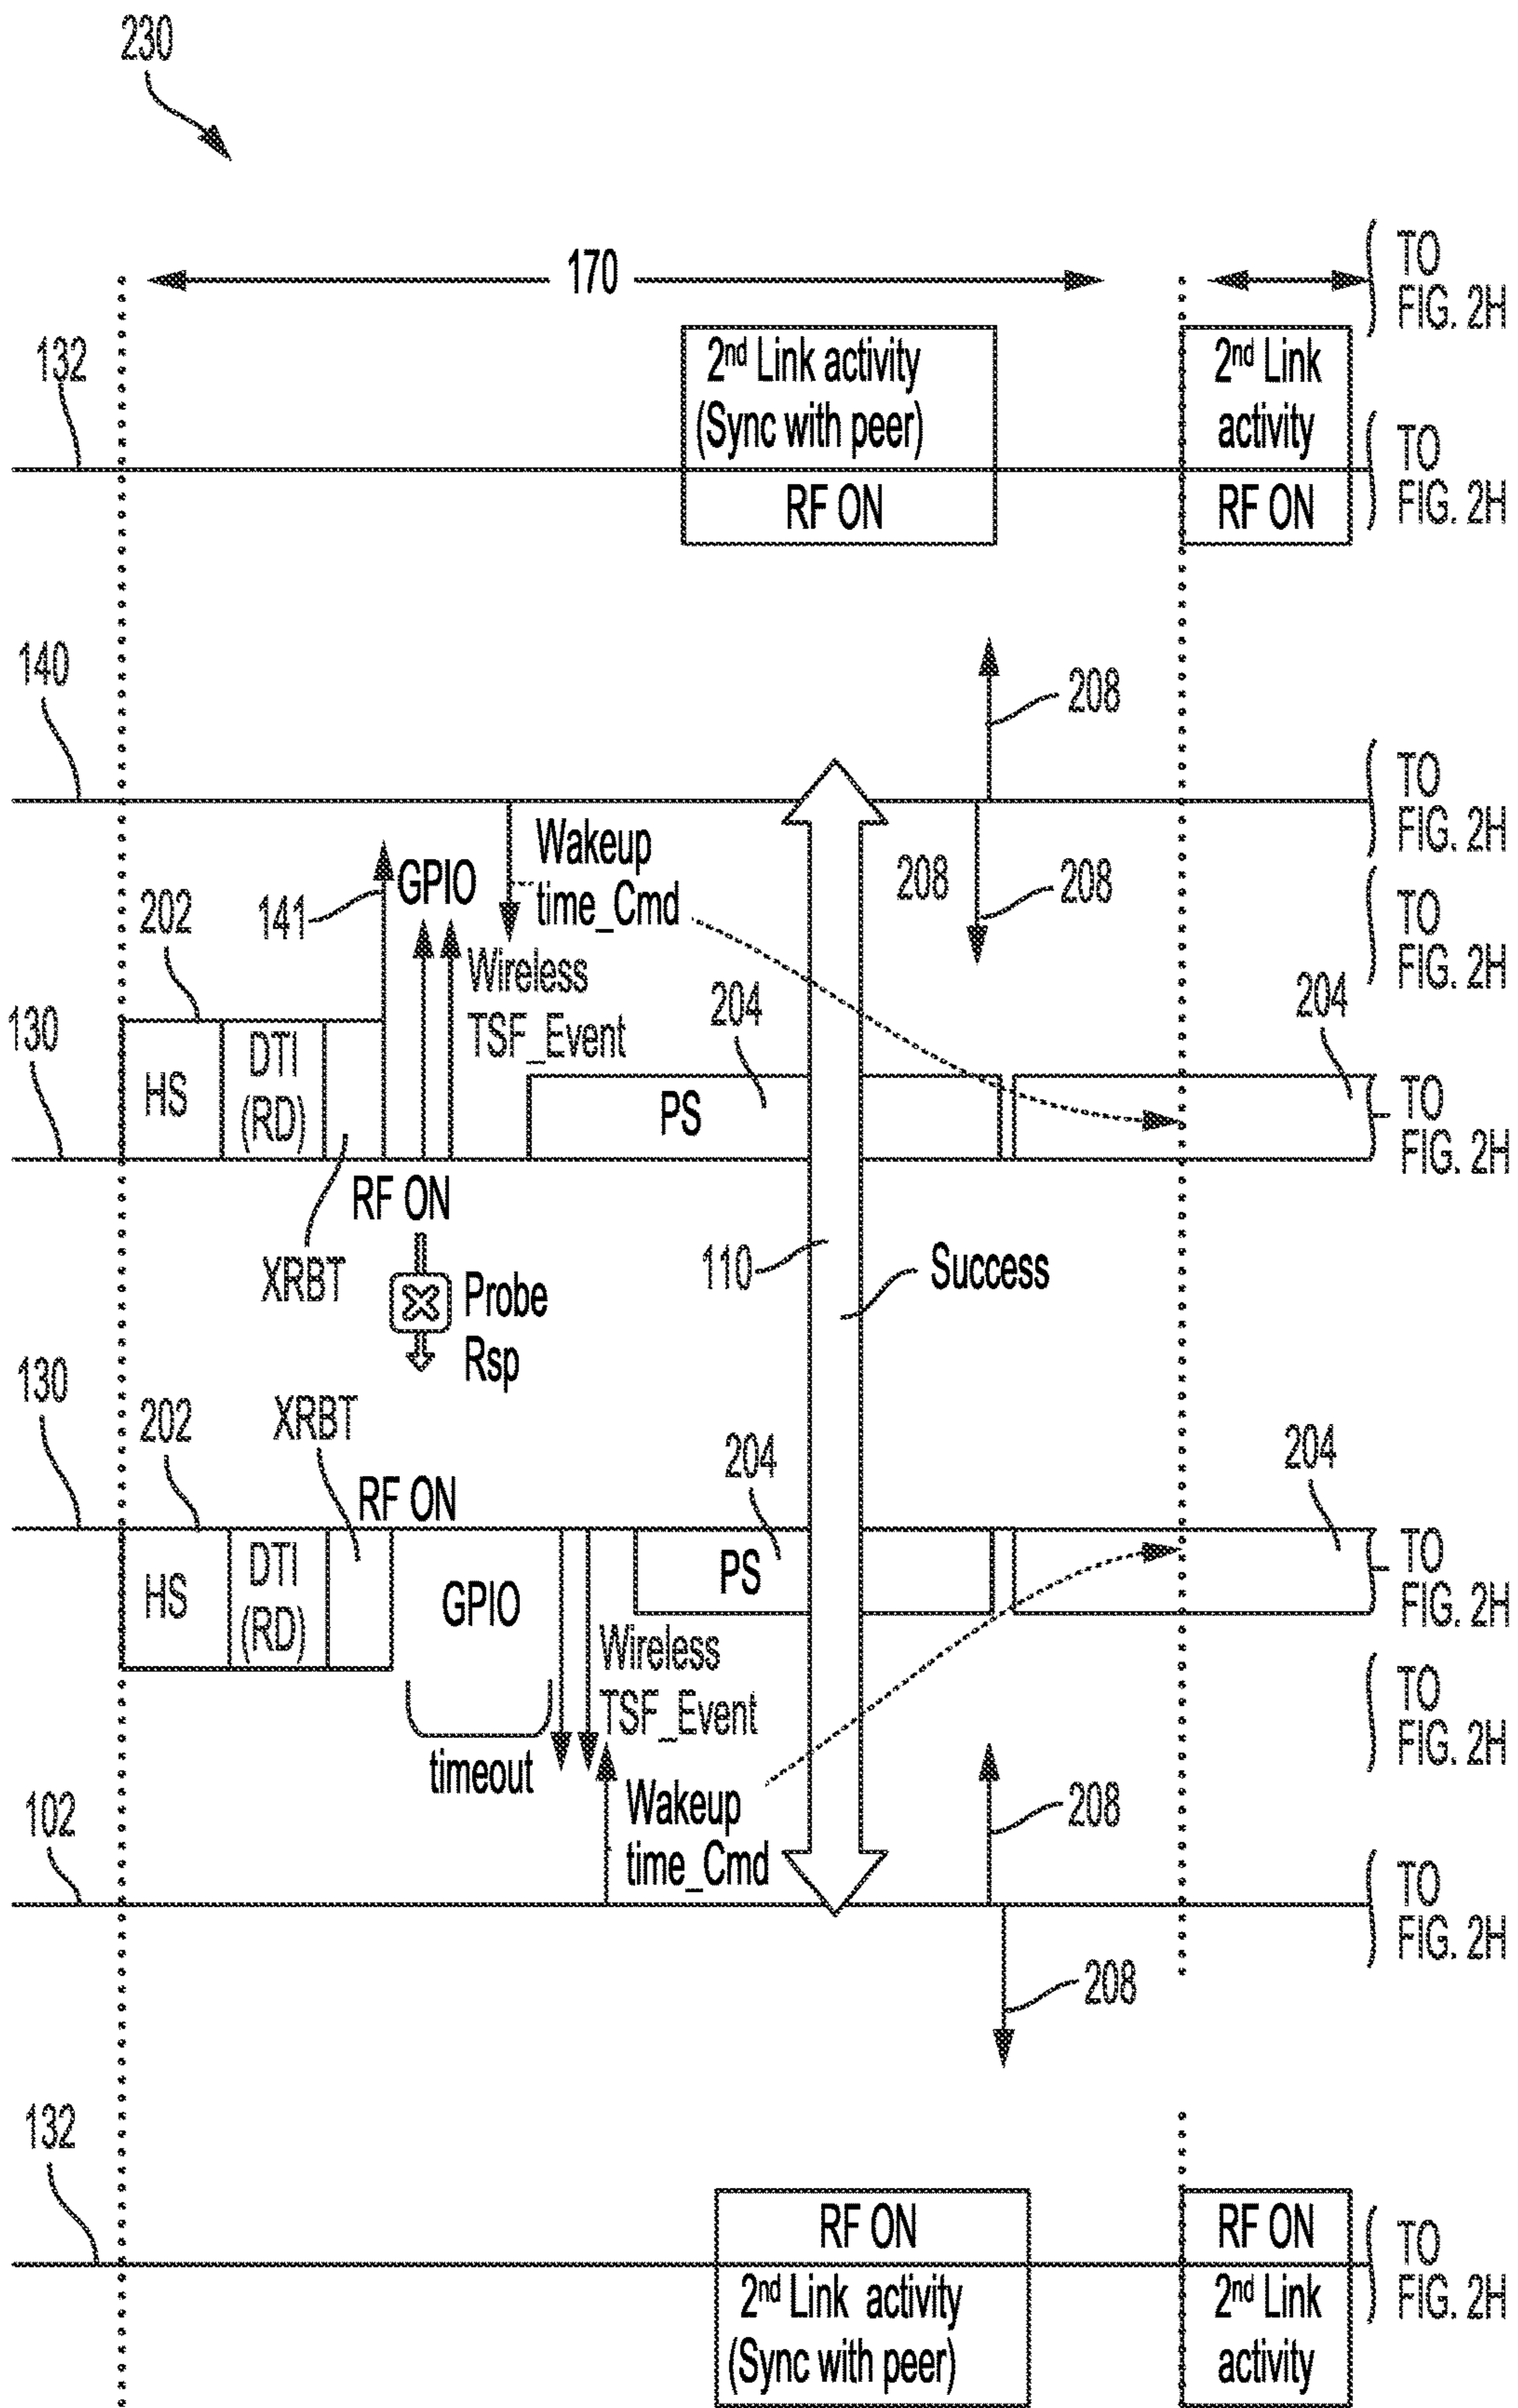 230
170
TO
FIG. 2H
132
2nd Link activity
(Sync with peer)
RF ON
2nd Link
activity
RF ON
TO
FIG. 2H
140
208
TO
FIG. 2H
Wakeup
time_Cmd
GPIO
141
202
208
208
TO
FIG. 2H
Wireless
TSF_Event
204
204
130
HS
DTI
(RD)
PS
TO
FIG. 2H
RF ON
XRBT
110
Success
Probe
Rsp
130
202
XRBT
RF ON
204
204
HS
DTI
(RD)
GPIO
PS
TO
FIG. 2H
Wireless
TSF_Event
TO
FIG. 2H
timeout
102
Wakeup
time_Cmd
208
TO
FIG. 2H
208
132
RF ON
2nd Link activity
(Sync with peer)
RF ON
2nd Link
activity
TO
FIG. 2H